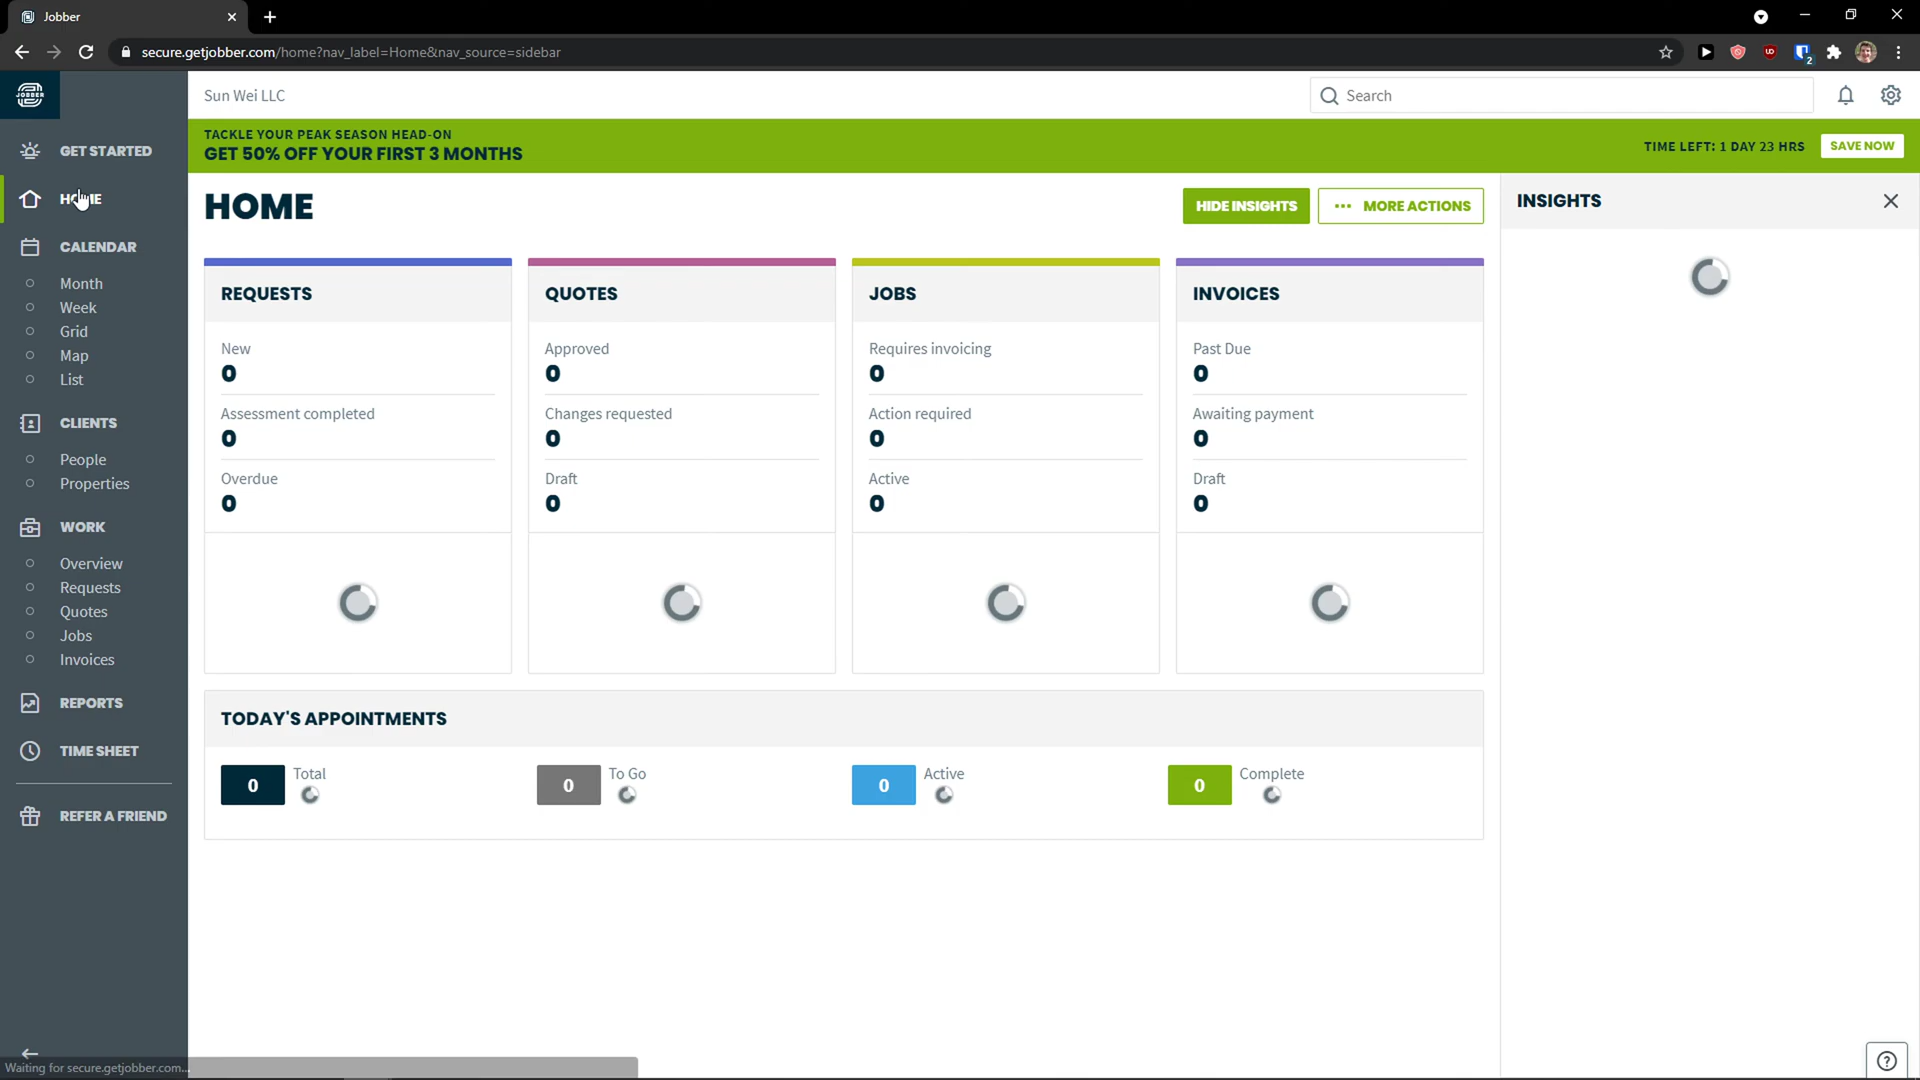 Jobber
secure.getjobber.com/home?nav_label=Home&nav_source=sidebar
2
JOBBER
Sun Wei LLC
Search
TACKLE YOUR PEAK SEASON HEAD-ON
GET 50% OFF YOUR FIRST 3 MONTHS
TIME LEFT: 1 DAY 23 HRS
SAVE NOW
GET STARTED
HOME
CALENDAR
Month
Week
Grid
Map
List
CLIENTS
People
Properties
WORK
Overview
Requests
Quotes
Jobs
Invoices
REPORTS
TIME SHEET
REFER A FRIEND
HOME
HIDE INSIGHTS
MORE ACTIONS
INSIGHTS
REQUESTS
New
0
Assessment completed
0
Overdue
0
QUOTES
Approved
0
Changes requested
0
Draft
0
JOBS
Requires invoicing
0
Action required
0
Active
0
INVOICES
Past Due
0
Awaiting payment
0
Draft
0
TODAY'S APPOINTMENTS
0 Total
0 To Go
0 Active
0 Complete
Waiting for secure.getjobber.com...